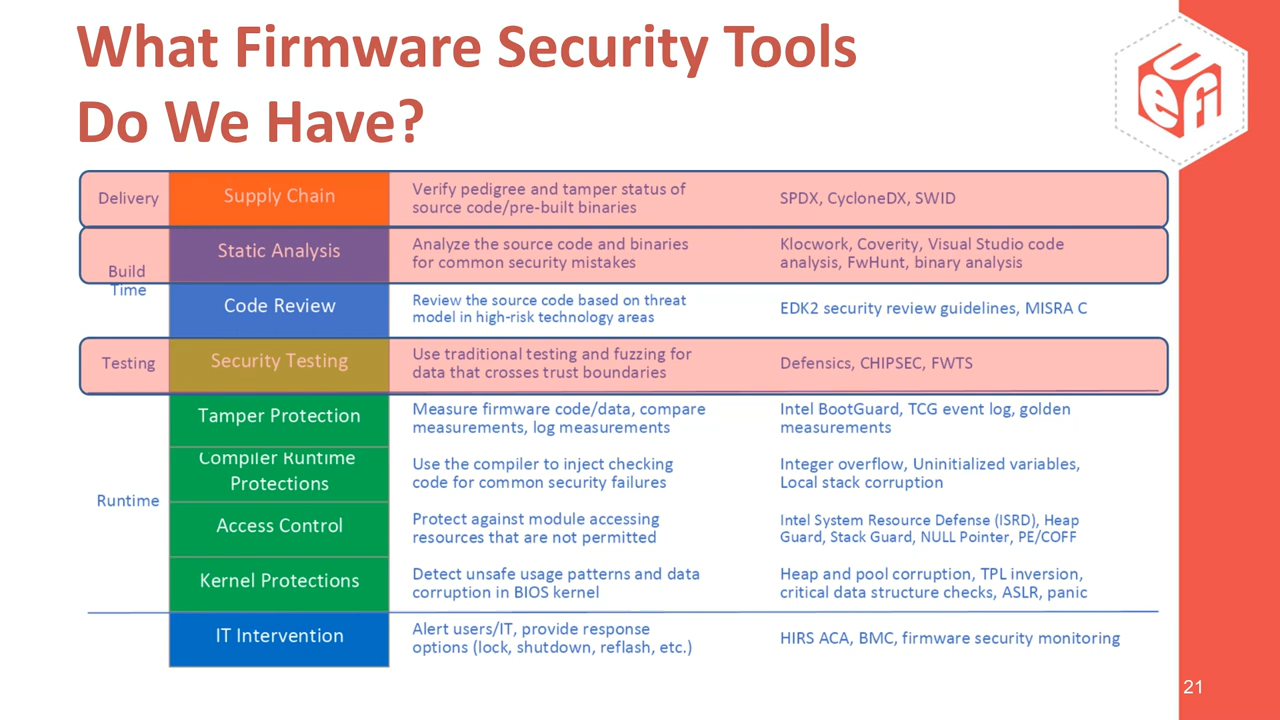 What Firmware Security Tools
Do We Have?
uefi
Delivery
Supply Chain
Verify pedigree and tamper status of
source code/pre-built binaries
SPDX, CycloneDX, SWID
Build
Time
Static Analysis
Analyze the source code and binaries
for common security mistakes
Klocwork, Coverity, Visual Studio code
analysis, FwHunt, binary analysis
Code Review
Review the source code based on threat
model in high-risk technology areas
EDK2 security review guidelines, MISRA C
Testing
Security Testing
Use traditional testing and fuzzing for
data that crosses trust boundaries
Defensics, CHIPSEC, FWTS
Runtime
Tamper Protection
Measure firmware code/data, compare
measurements, log measurements
Intel BootGuard, TCG event log, golden
measurements
Compiler Runtime
Protections
Use the compiler to inject checking
code for common security failures
Integer overflow, Uninitialized variables,
Local stack corruption
Access Control
Protect against module accessing
resources that are not permitted
Intel System Resource Defense (ISRD), Heap
Guard, Stack Guard, NULL Pointer, PE/COFF
Kernel Protections
Detect unsafe usage patterns and data
corruption in BIOS kernel
Heap and pool corruption, TPL inversion,
critical data structure checks, ASLR, panic
IT Intervention
Alert users/IT, provide response
options (lock, shutdown, reflash, etc.)
HIRS ACA, BMC, firmware security monitoring
21